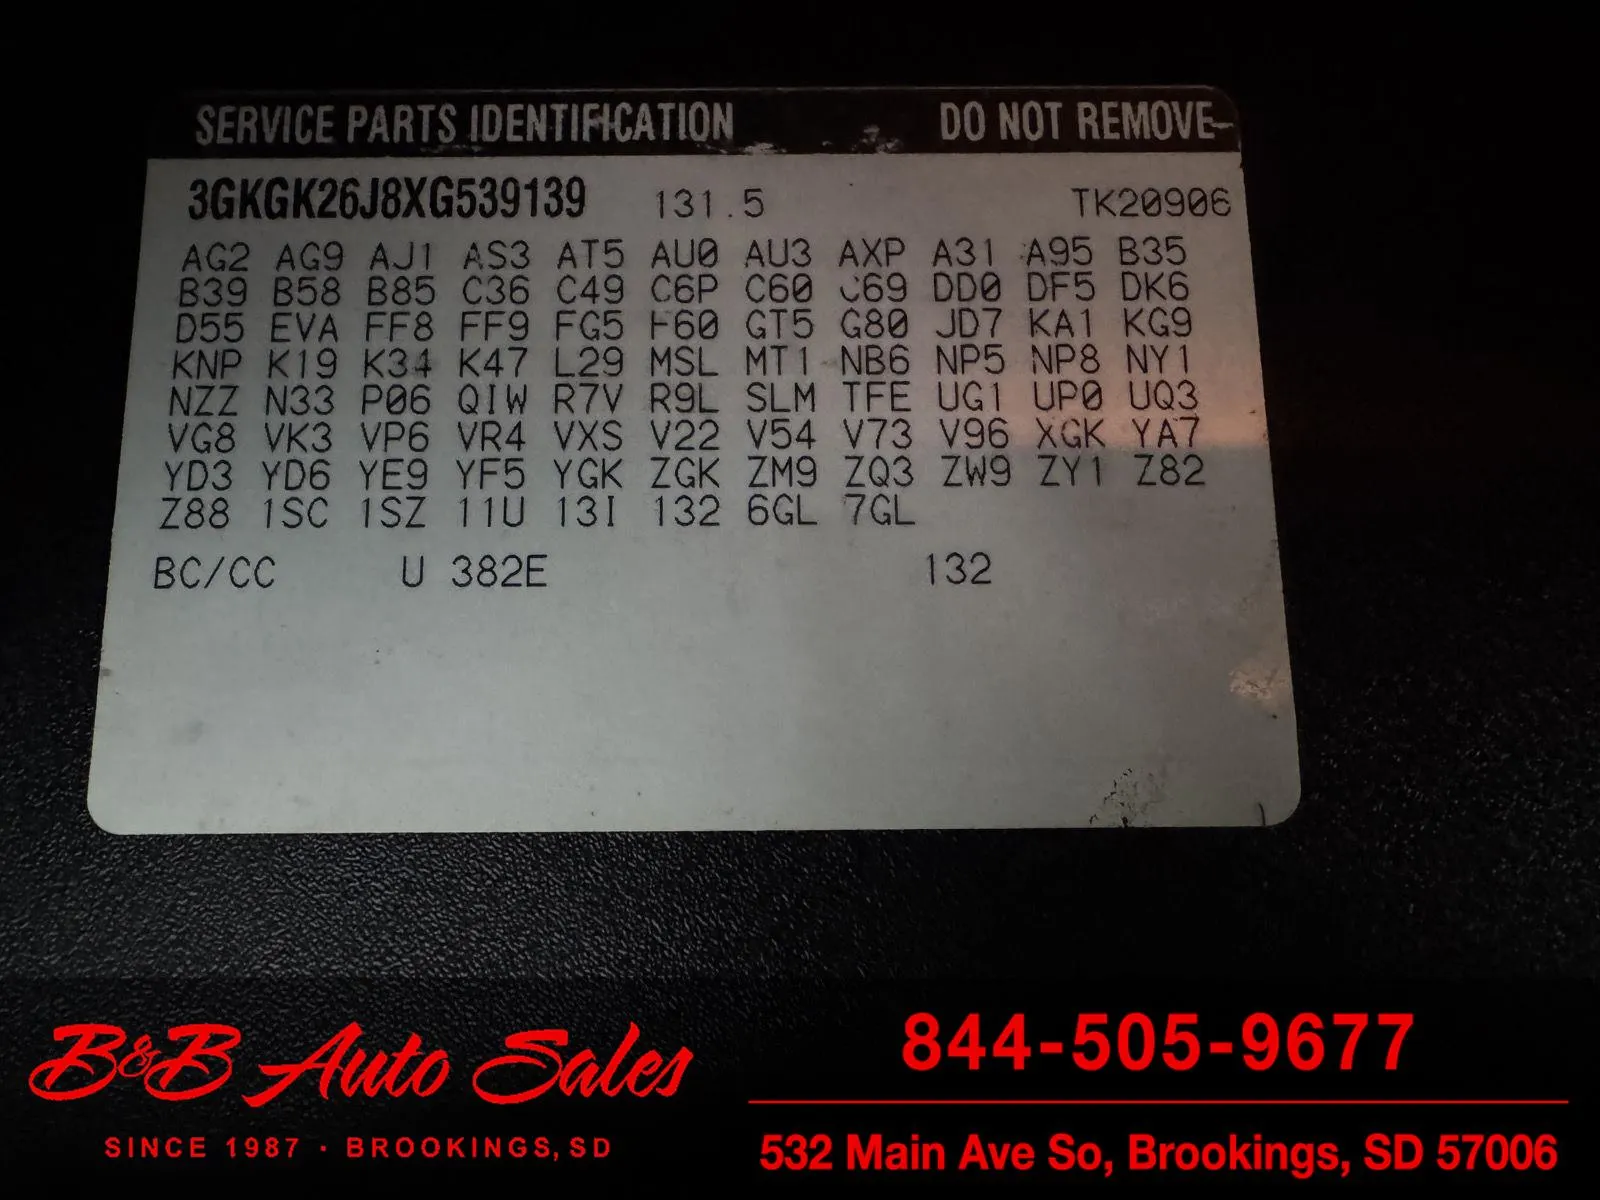 SERVICE PARTS IDENTIFICATION DO NOT REMOVE
3GKGK26J8XG539139 131.5 TK20906
AG2 AG9 AJ1 AS3 AT5 AU0 AU3 AXP A31 A95 B35
B39 B58 B85 C36 C49 C6P C60 C69 DD0 DF5 DK6
D55 EVA FF8 FF9 FG5 F60 GT5 G80 JD7 KA1 KG9
KNP K19 K34 K47 L29 MSL MT1 NB6 NP5 NP8 NY1
NZZ N33 P06 QIW R7V R9L SLM TFE UG1 UP0 UQ3
VG8 VK3 VP6 VR4 VXS V22 V54 V73 V96 XGK YA7
YD3 YD6 YE9 YF5 YGK ZGK ZM9 ZQ3 ZW9 ZY1 Z82
Z88 1SC 1SZ 11U 13I 132 6GL 7GL
BC/CC U 382E 132
B&B Auto Sales
SINCE 1987 · BROOKINGS, SD
844-505-9677
532 Main Ave So, Brookings, SD 57006